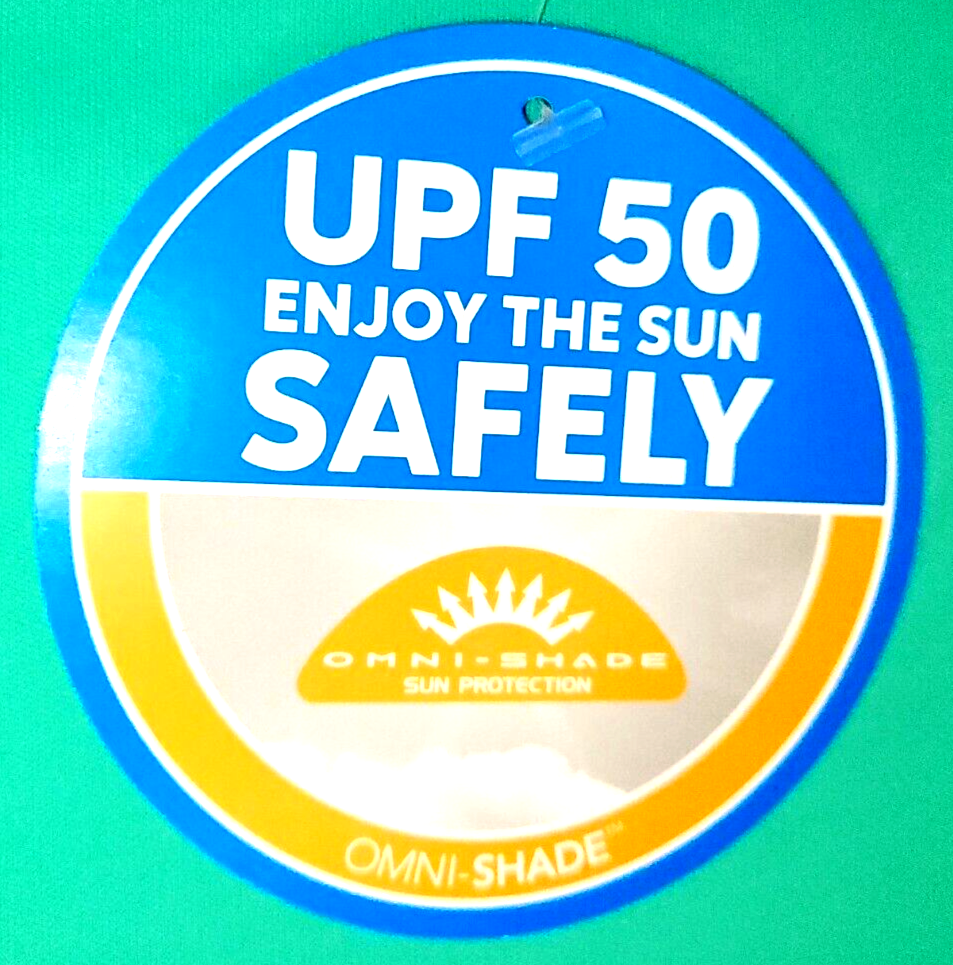 UPF 50
ENJOY THE SUN
SAFELY
OMNI-SHADE
SUN PROTECTION
OMNI-SHADE™